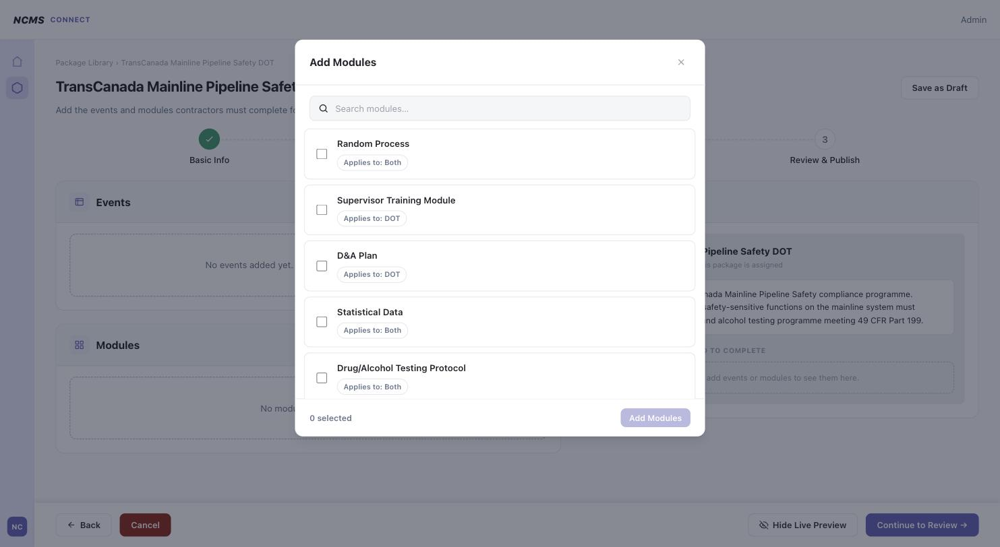 NCMS CONNECT
Admin
Package Library › TransCanada Mainline Pipeline Safety DOT
TransCanada Mainline Pipeline Safet
Save as Draft
Add the events and modules contractors must complete fo
Basic Info
3
Review & Publish
Events
No events added yet.
Modules
No modu
Pipeline Safety DOT
package is assigned
Mainline Pipeline Safety compliance programme.
safety-sensitive functions on the mainline system must
nd alcohol testing programme meeting 49 CFR Part 199.
TO COMPLETE
add events or modules to see them here.
Add Modules
Search modules...
Random Process
Applies to: Both
Supervisor Training Module
Applies to: DOT
D&A Plan
Applies to: DOT
Statistical Data
Applies to: Both
Drug/Alcohol Testing Protocol
Applies to: Both
0 selected
Add Modules
NC
← Back
Cancel
Hide Live Preview
Continue to Review →